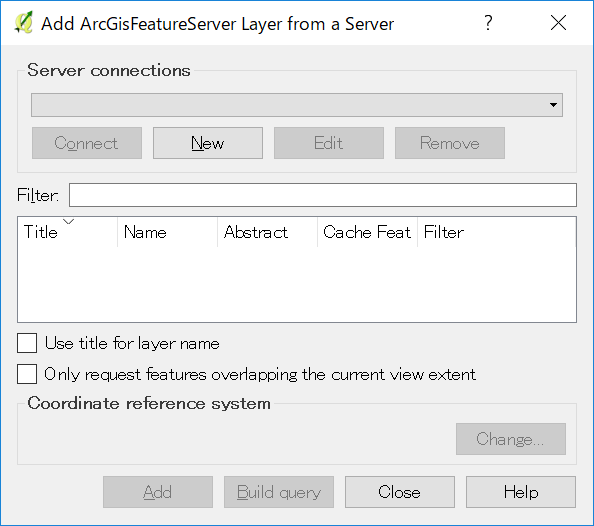 Add ArcGisFeatureServer Layer from a Server ?
Server connections
Connect New Edit Remove
Filter:
Title Name Abstract Cache Feat Filter
Use title for layer name
Only request features overlapping the current view extent
Coordinate reference system
Change...
Add Build query Close Help